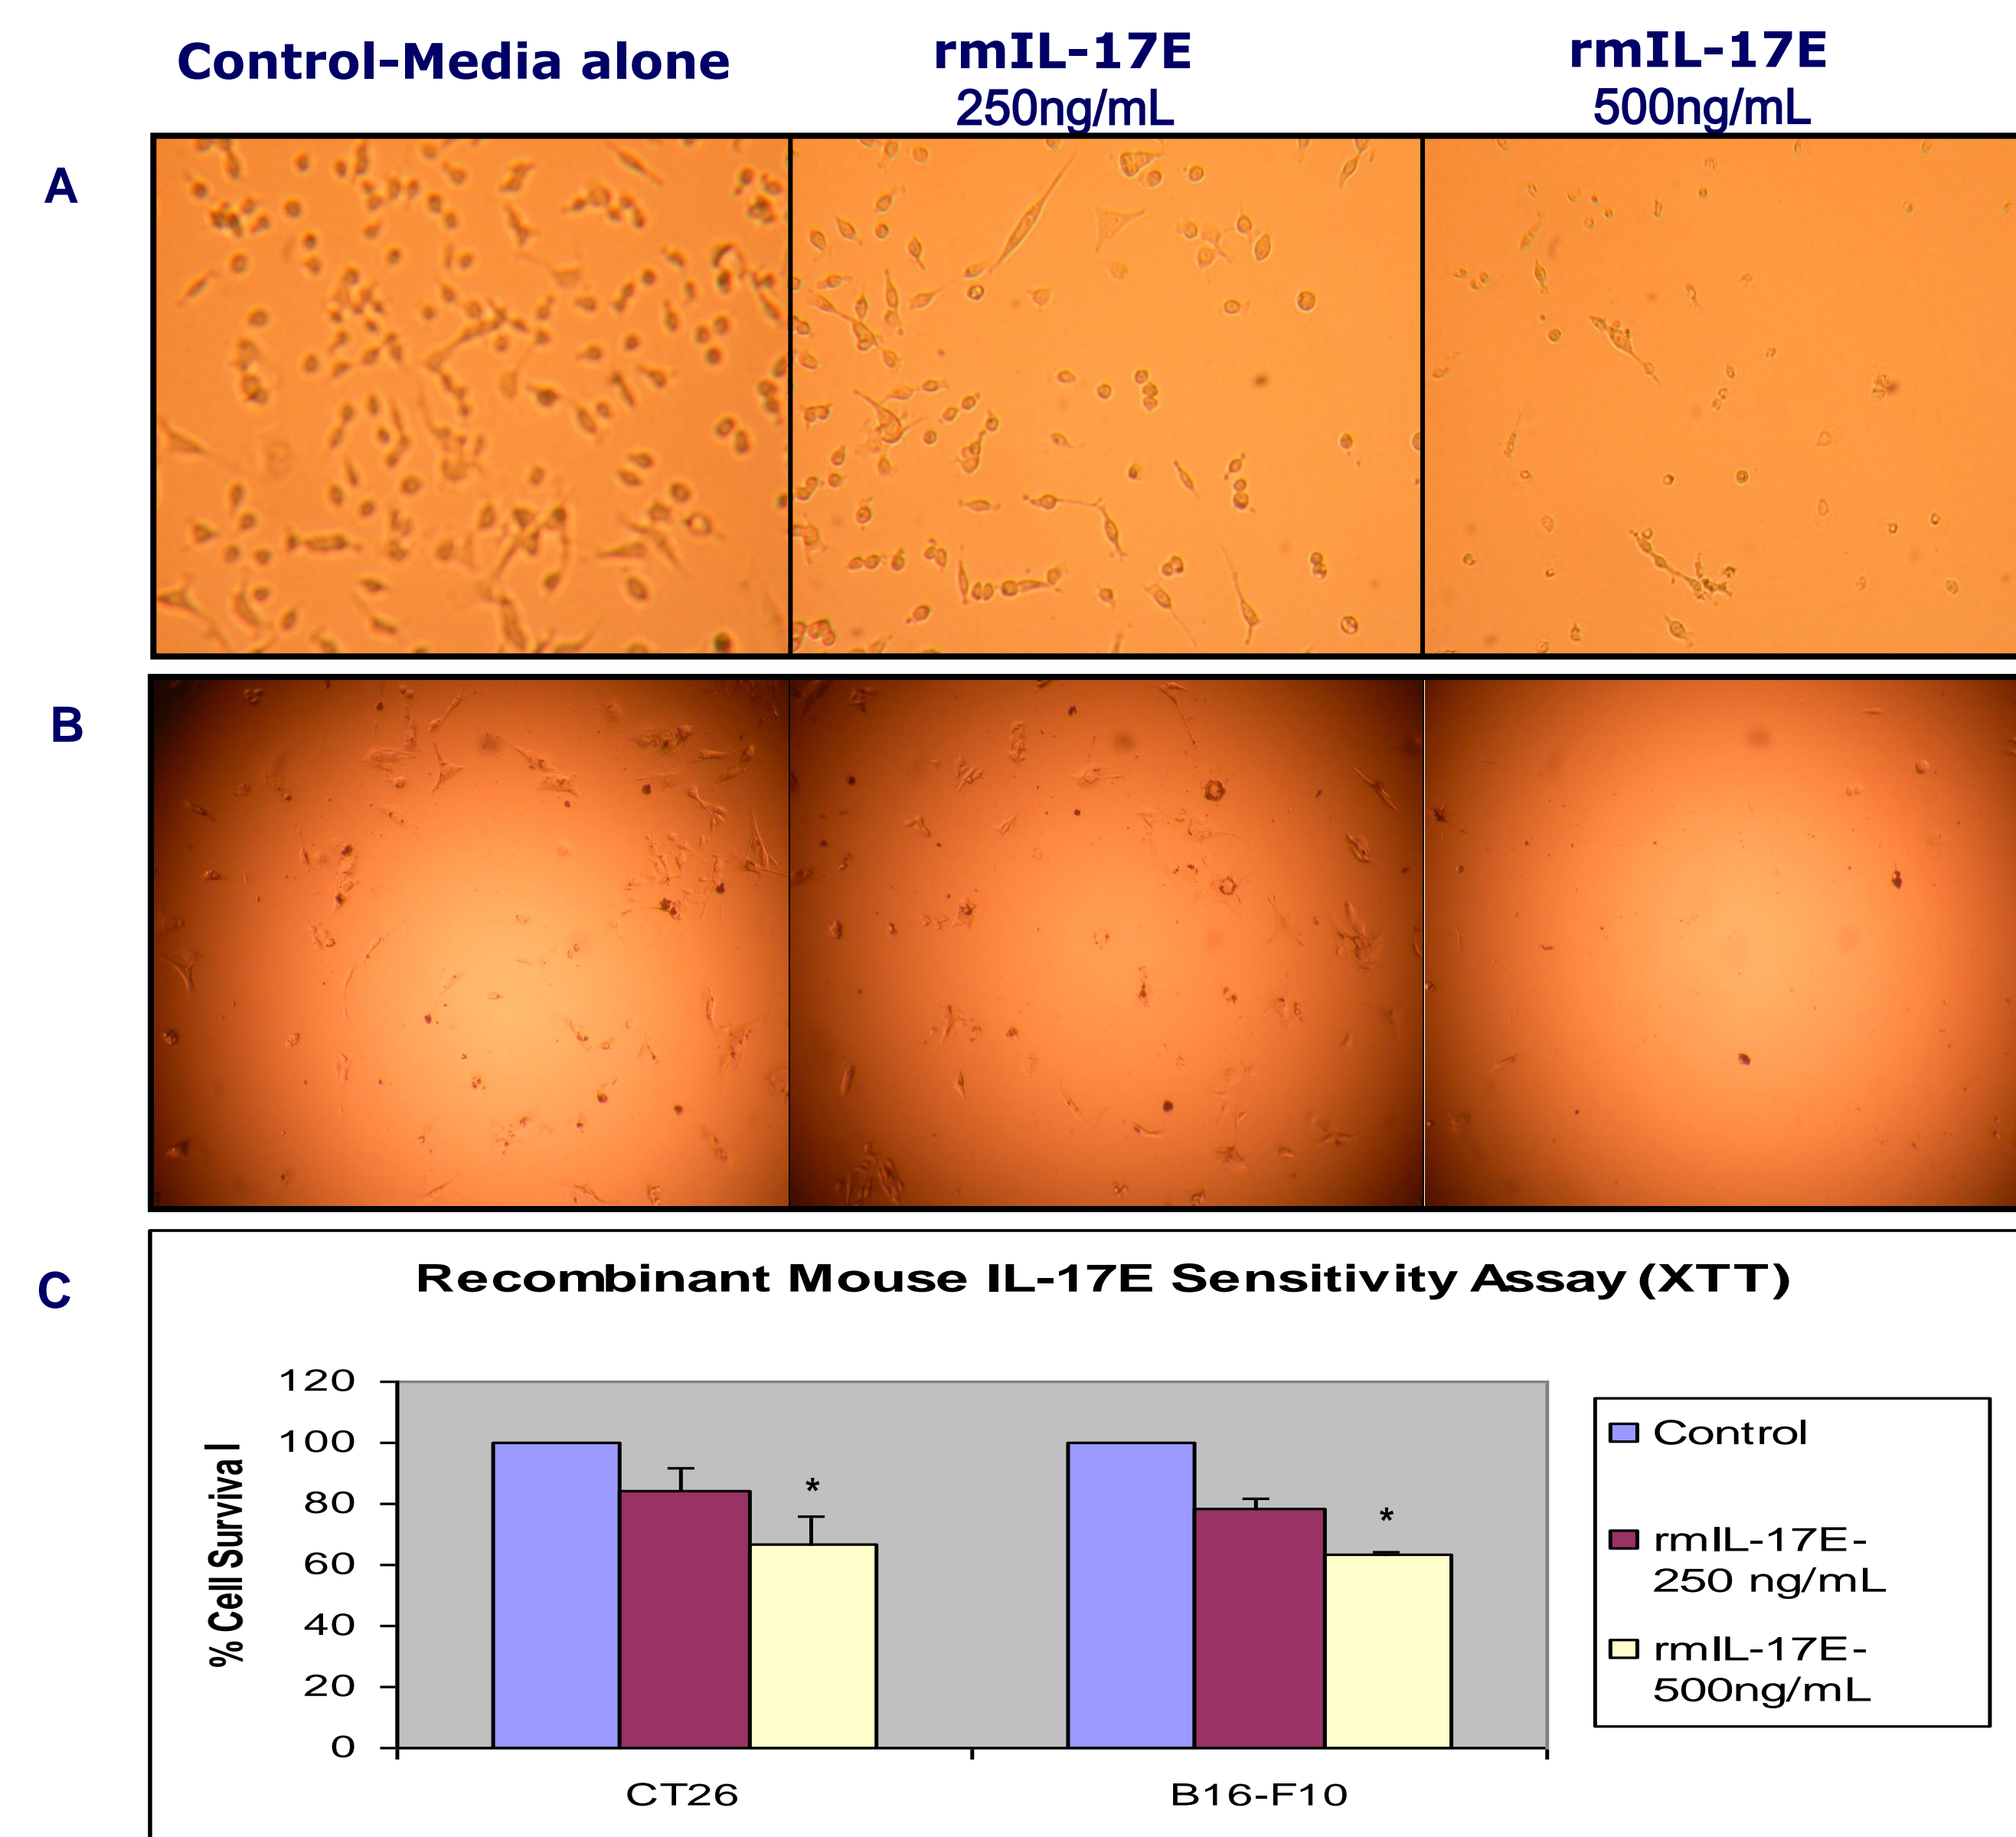 Control-Media alone
rmIL-17E
250ng/mL
rmIL-17E
500ng/mL
A
B
C
Recombinant Mouse IL-17E Sensitivity Assay (XTT)
% Cell Surviva l
120
100
80
60
40
20
0
*
*
CT26
B16-F10
Control
rmIL-17E-
250 ng/mL
rmIL-17E-
500ng/mL